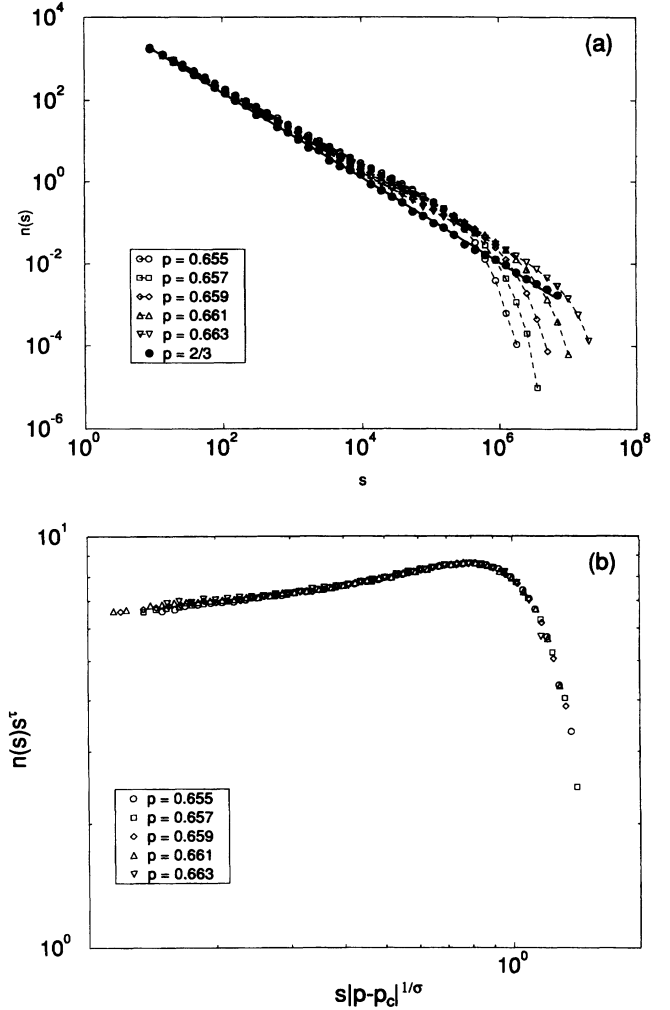 10^4
(a)
10^2
10^0
n(s)
10^-2
p = 0.655
p = 0.657
p = 0.659
p = 0.661
p = 0.663
p = 2/3
10^-4
10^-6
10^0 10^2 10^4 10^6 10^8
s
10^1
(b)
n(s)s^τ
p = 0.655
p = 0.657
p = 0.659
p = 0.661
p = 0.663
10^0
10^0
s|p-p_c|^1/σ